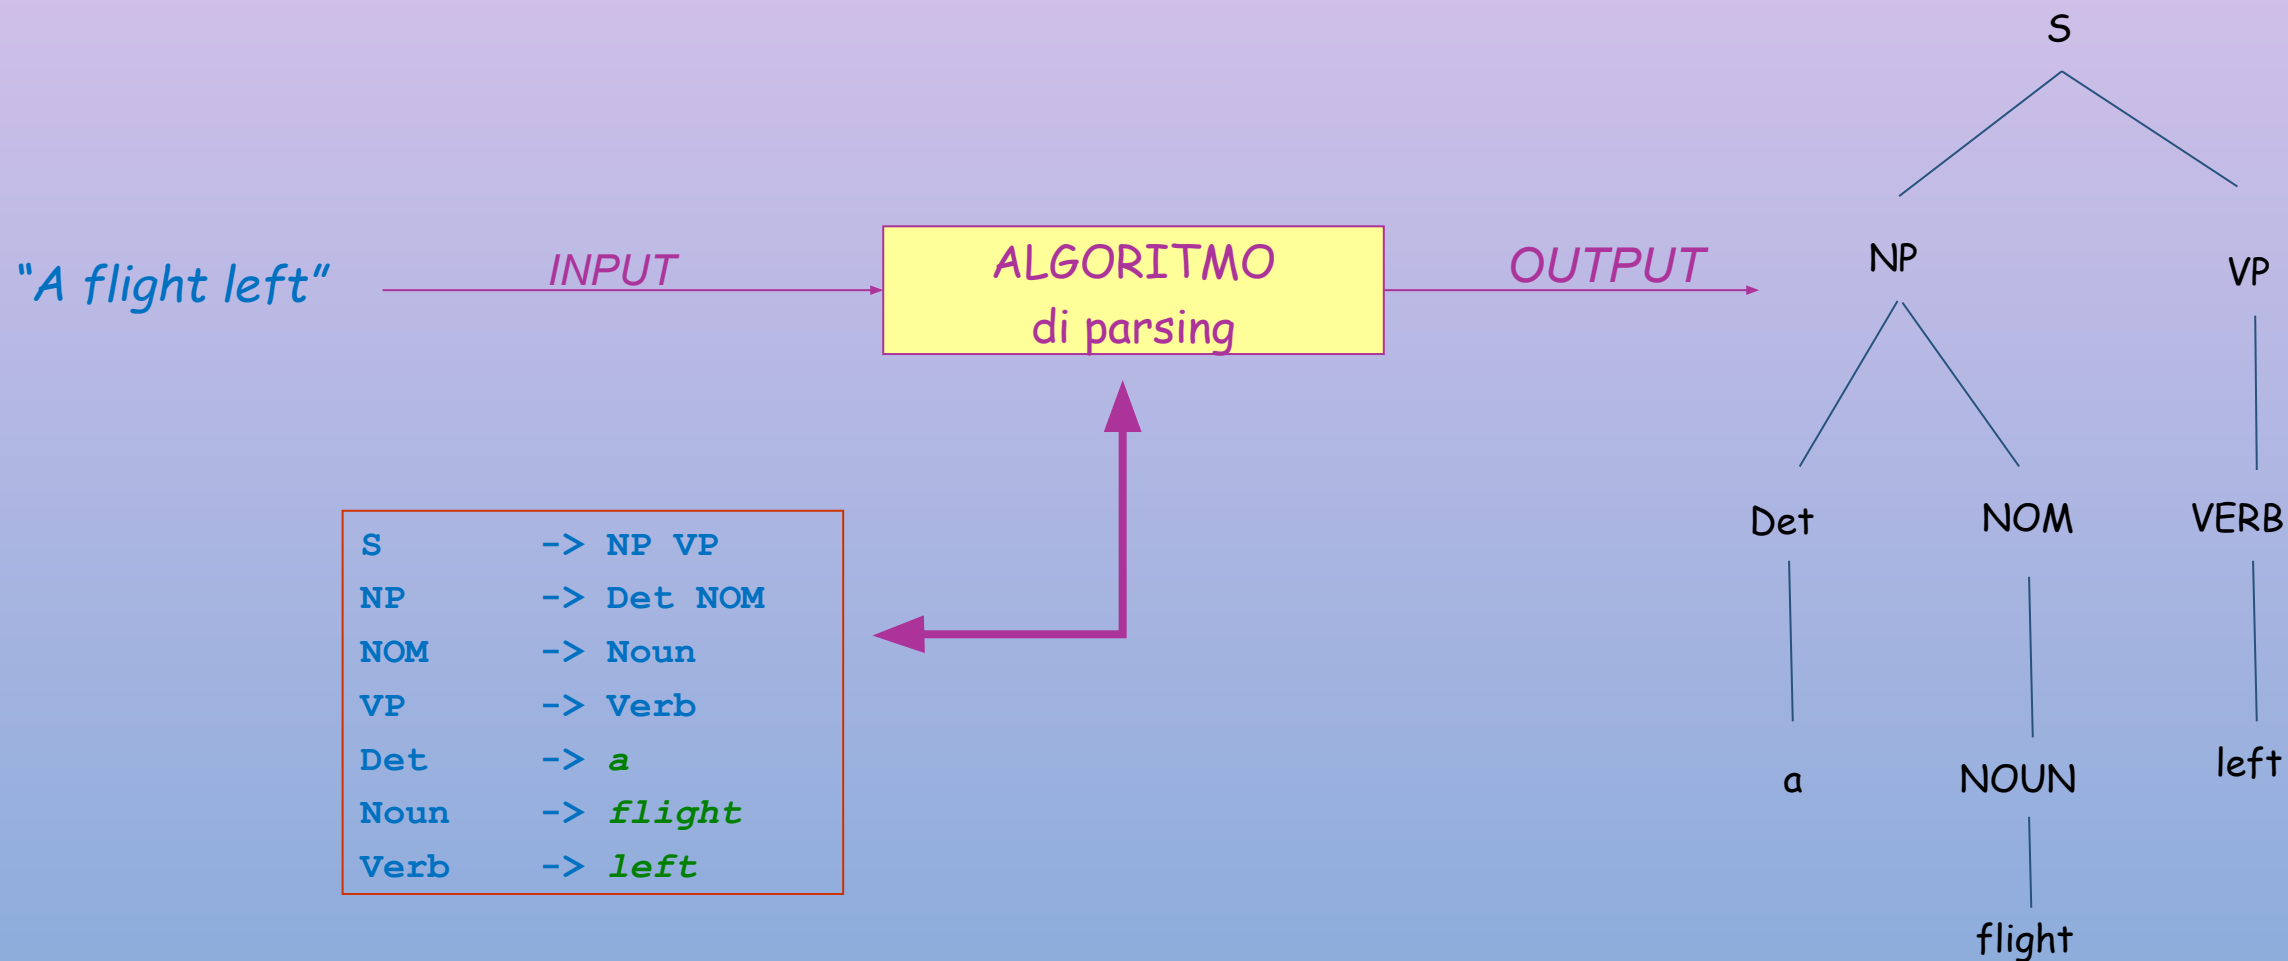 “A flight left”
INPUT
ALGORITMO
di parsing
OUTPUT
S -> NP VP
NP -> Det NOM
NOM -> Noun
VP -> Verb
Det -> a
Noun -> flight
Verb -> left
S
NP VP
Det NOM VERB
a NOUN left
flight